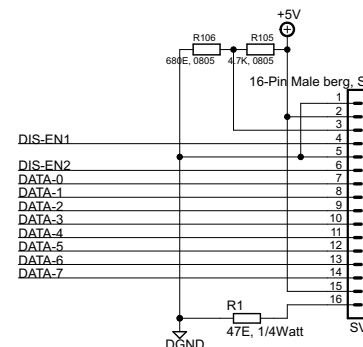 +5V
R106
R105
680E, 0805
4.7K, 0805
16-Pin Male berg, S
1
2
3
DIS-EN1
4
5
DIS-EN2
6
DATA-0
7
DATA-1
8
DATA-2
9
DATA-3
10
DATA-4
11
DATA-5
12
DATA-6
13
DATA-7
14
15
R1
16
47E, 1/4Watt
SV
DGND